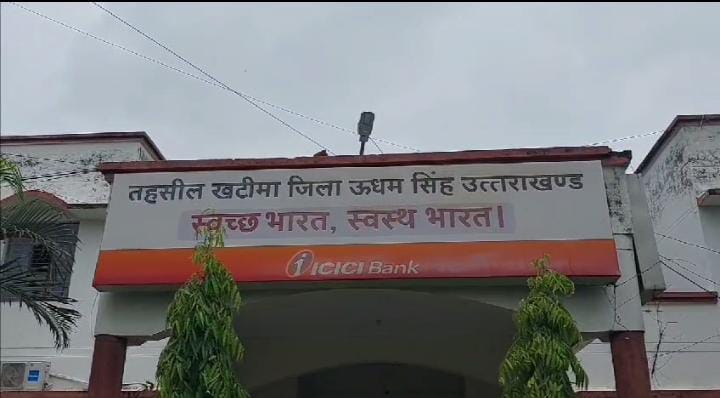 तहसील खटीमा जिला ऊधम सिंह उत्तराखण्ड
स्वच्छ भारत, स्वस्थ भारत।
ICICI Bank